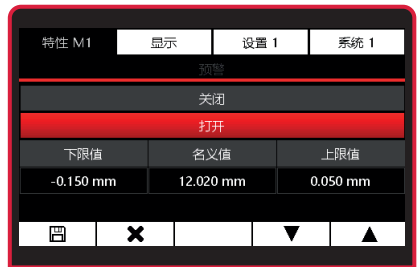 特性 M1 显示 设置 1 系统 1
预警
关闭
打开
下限值 名义值 上限值
-0.150 mm 12.020 mm 0.050 mm